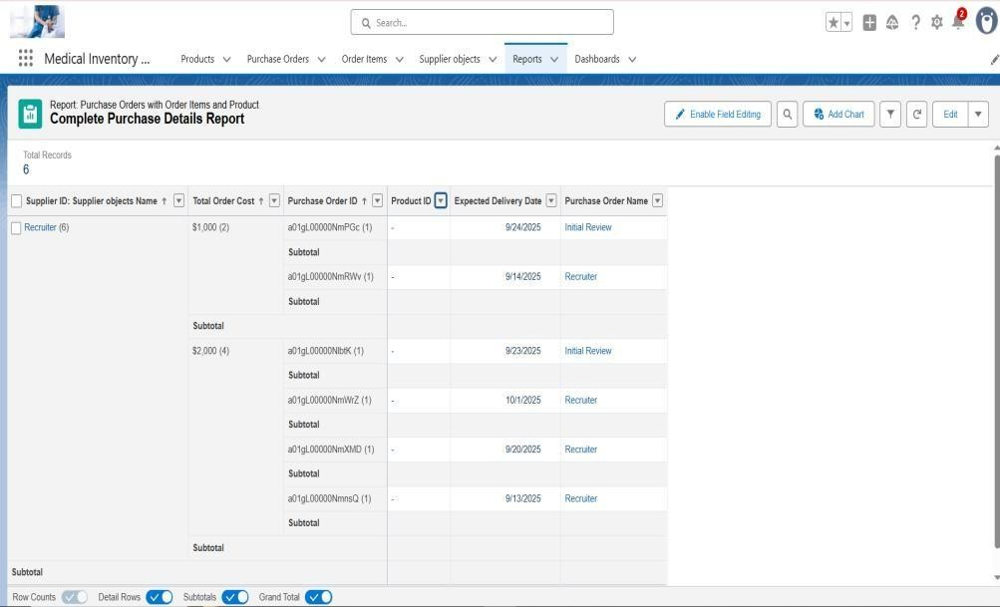 Search...
2
Medical Inventory ...
Products
Purchase Orders
Order Items
Supplier objects
Reports
Dashboards
Report: Purchase Orders with Order Items and Product
Complete Purchase Details Report
Enable Field Editing
Add Chart
Edit
Total Records
6
Supplier ID: Supplier objects Name ↑ Total Order Cost ↑ Purchase Order ID ↑ Product ID Expected Delivery Date Purchase Order Name
Recruiter (6) $1,000 (2) a01gL00000NmPGc (1) - 9/24/2025 Initial Review
Subtotal
a01gL00000NmRWv (1) - 9/14/2025 Recruiter
Subtotal
Subtotal
$2,000 (4) a01gL00000NlbtK (1) - 9/23/2025 Initial Review
Subtotal
a01gL00000NmWrZ (1) - 10/1/2025 Recruiter
Subtotal
a01gL00000NmXMD (1) - 9/20/2025 Recruiter
Subtotal
a01gL00000NmnsQ (1) - 9/13/2025 Recruiter
Subtotal
Subtotal
Subtotal
Row Counts Detail Rows Subtotals Grand Total